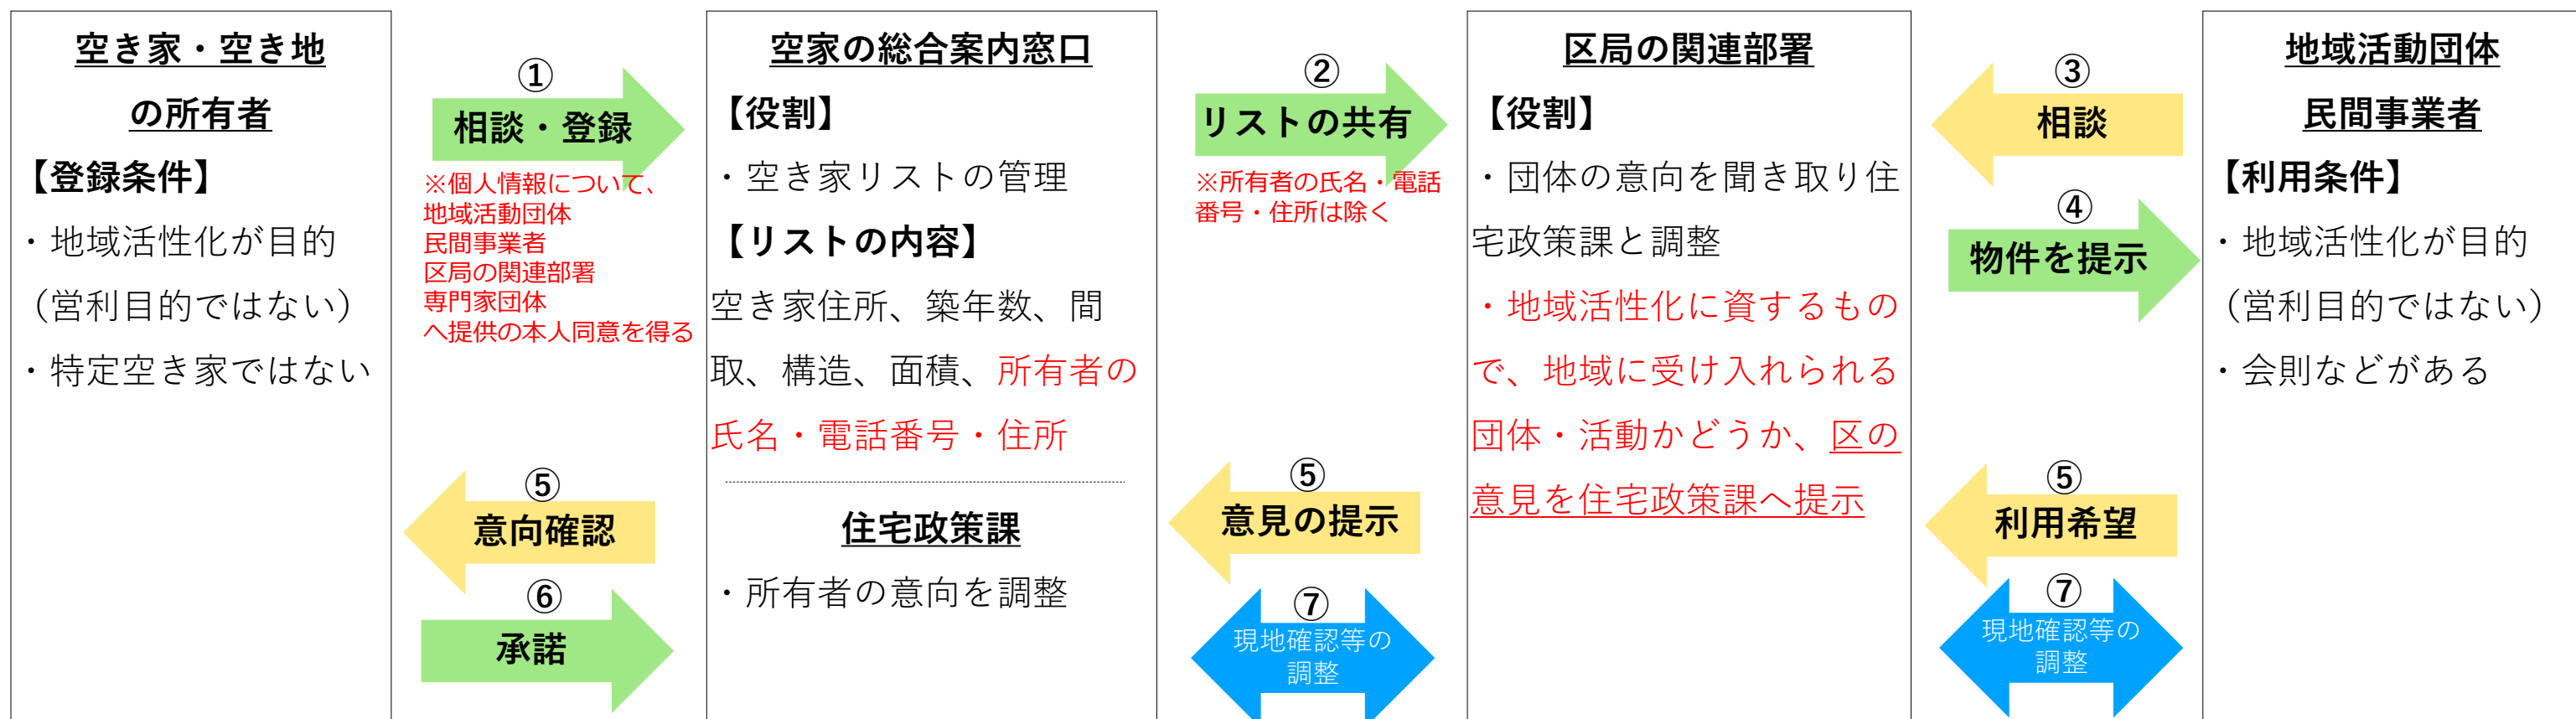 空き家・空き地
の所有者
【登録条件】
・地域活性化が目的
（営利目的ではない）
・特定空き家ではない
①
相談・登録
※個人情報について、
地域活動団体
民間事業者
区局の関連部署
専門家団体
へ提供の本人同意を得る
⑤
意向確認
⑥
承諾
空家の総合案内窓口
【役割】
・空き家リストの管理
【リストの内容】
空き家住所、築年数、間
取、構造、面積、所有者の
氏名・電話番号・住所
住宅政策課
・所有者の意向を調整
②
リストの共有
※所有者の氏名・電話
番号・住所は除く
⑤
意見の提示
⑦
現地確認等の
調整
区局の関連部署
【役割】
・団体の意向を聞き取り住
宅政策課と調整
・地域活性化に資するもの
で、地域に受け入れられる
団体・活動かどうか、区の
意見を住宅政策課へ提示
③
相談
④
物件を提示
⑤
利用希望
⑦
現地確認等の
調整
地域活動団体
民間事業者
【利用条件】
・地域活性化が目的
（営利目的ではない）
・会則などがある